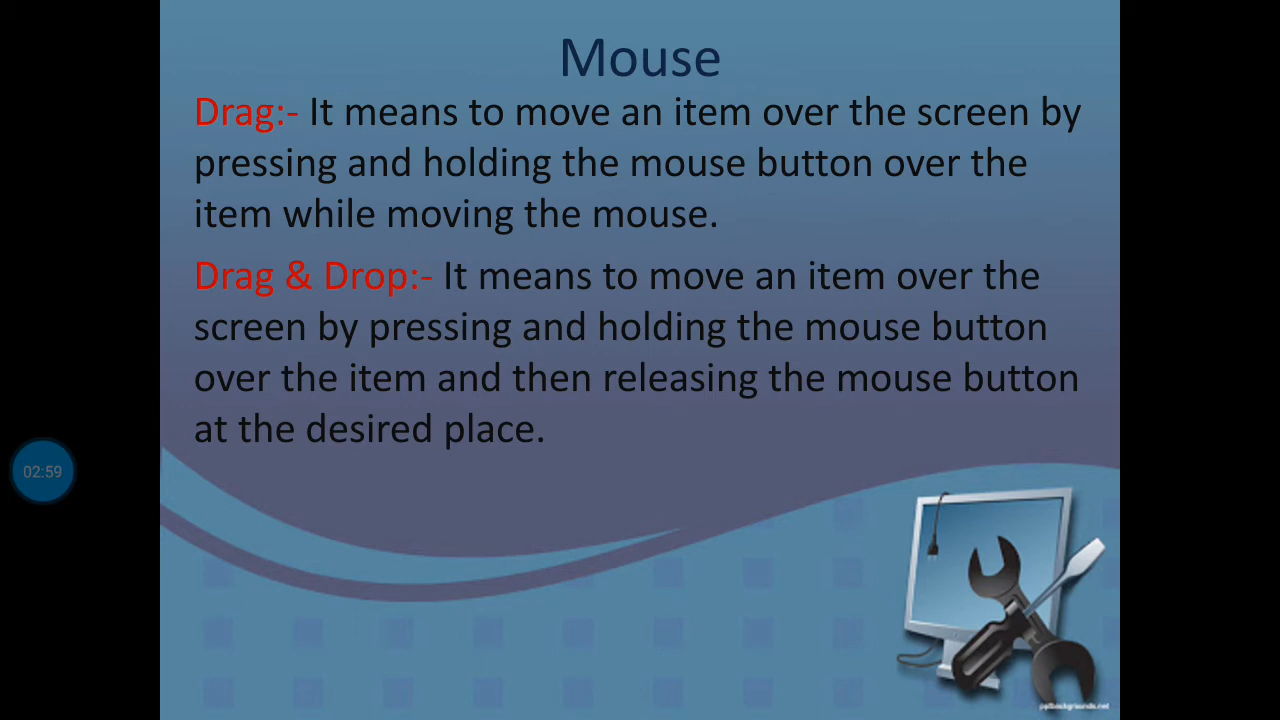 Mouse
Drag:- It means to move an item over the screen by
pressing and holding the mouse button over the
item while moving the mouse.
Drag & Drop:- It means to move an item over the
screen by pressing and holding the mouse button
over the item and then releasing the mouse button
at the desired place.
02:59
pptbackgrounds.net